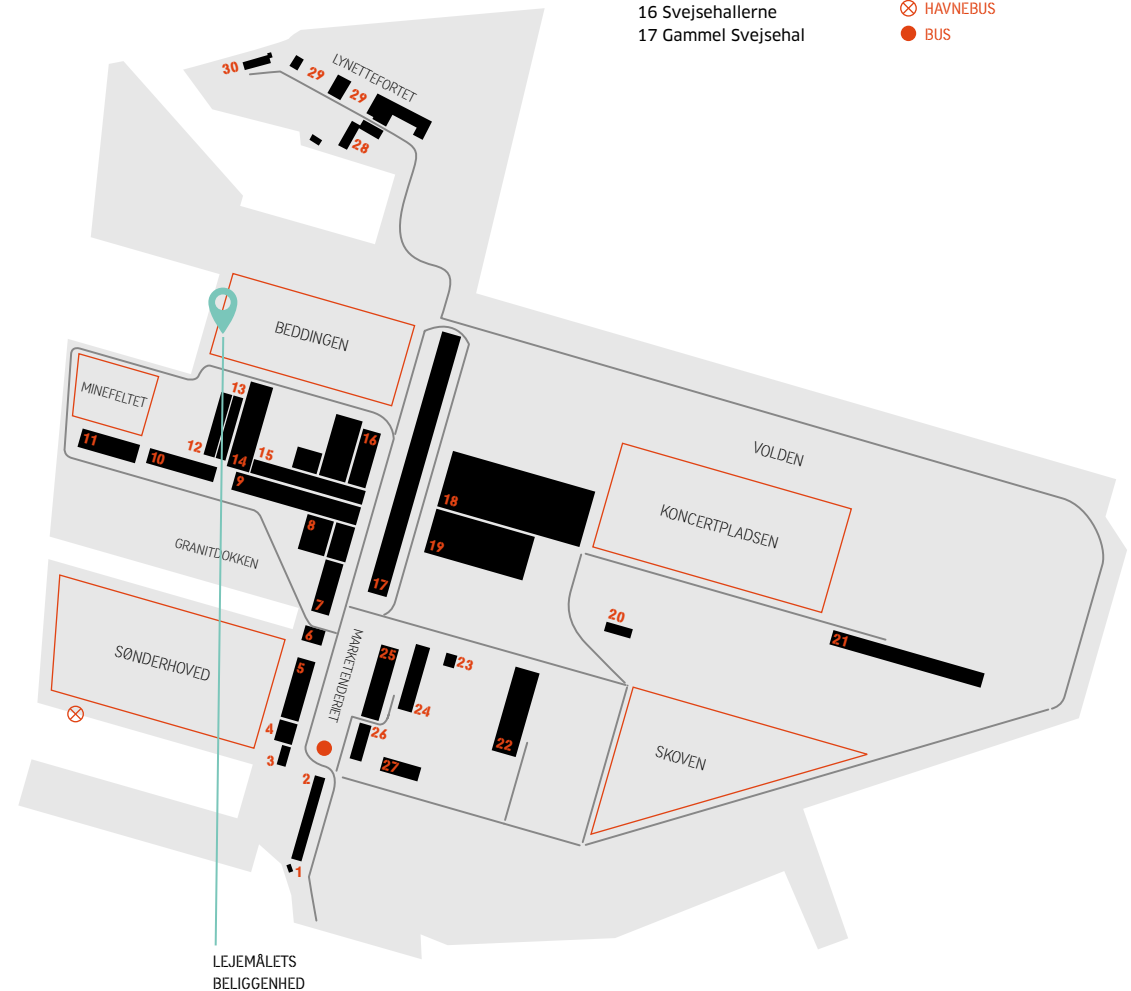 16 Svejsehallerne
17 Gammel Svejsehal
HAVNEBUS
BUS
LYNETTEFORTET
30
29
29
28
BEDDINGEN
MINEFELTET
13
11
10
12
14
15
16
9
8
GRANITDOKKEN
7
17
18
19
VOLDEN
KONCERTPLADSEN
20
21
6
MARKETENDERIET
SØNDERHOVED
5
4
3
2
1
25
24
23
22
26
27
SKOVEN
LEJEMÅLETS
BELIGGENHED